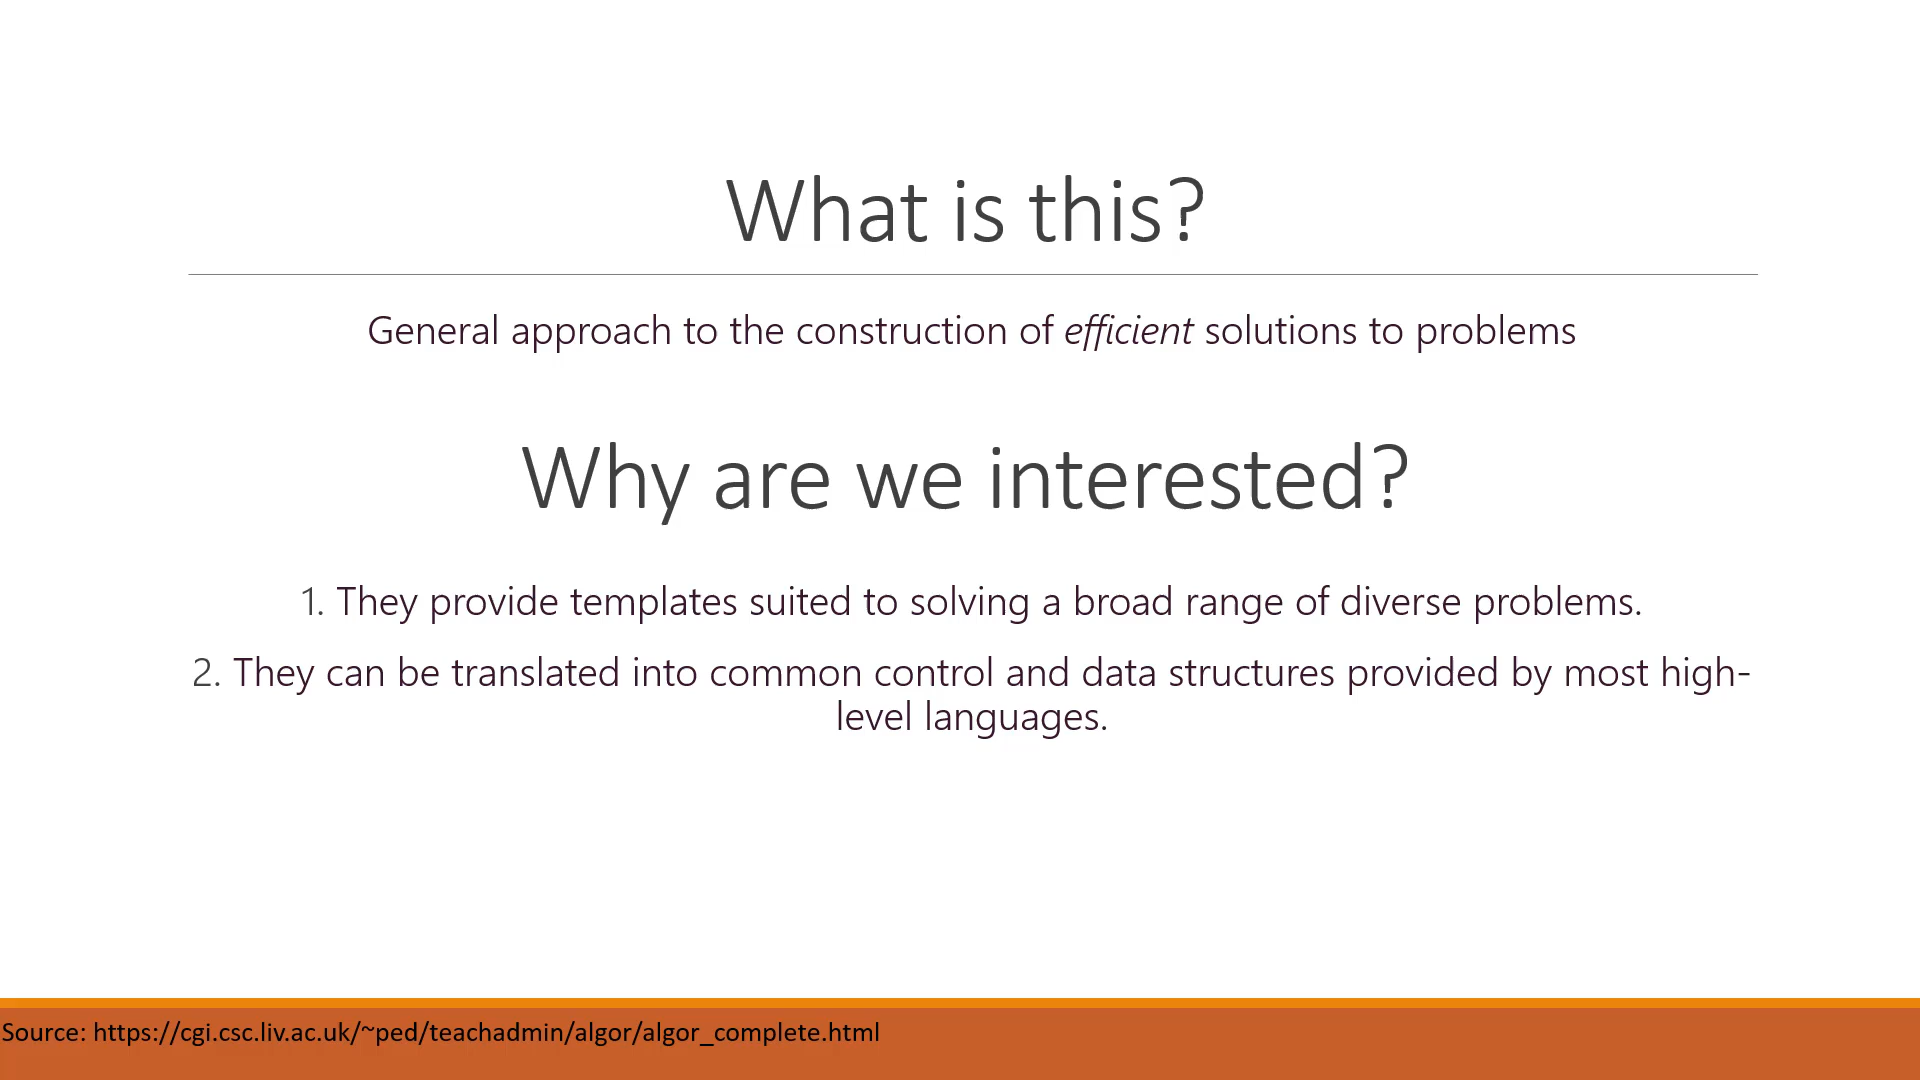 What is this?
General approach to the construction of efficient solutions to problems
Why are we interested?
1. They provide templates suited to solving a broad range of diverse problems.
2. They can be translated into common control and data structures provided by most high-
level languages.
Source: https://cgi.csc.liv.ac.uk/~ped/teachadmin/algor/algor_complete.html